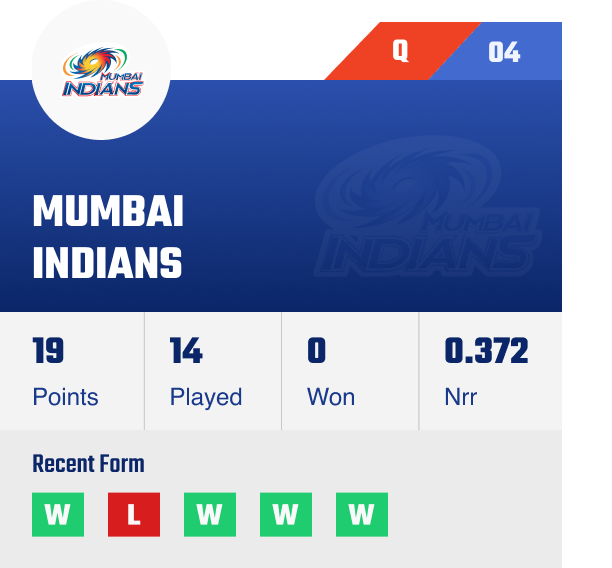 MUMBAI
INDIANS
Q 04
MUMBAI
INDIANS
MUMBAI
INDIANS
19 14 0 0.372
Points Played Won Nrr
Recent Form
W L W W W